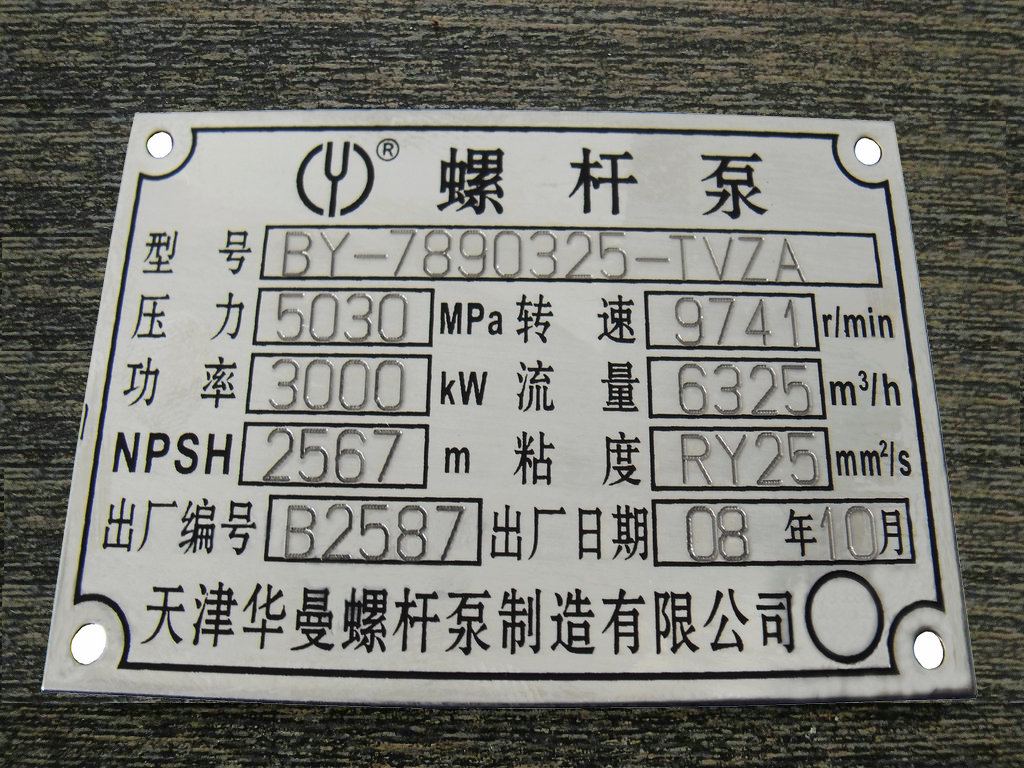 ® 螺杆泵
型号 BY-7890325-TVZA
压力 5030 MPa 转速 9741 r/min
功率 3000 kW 流量 6325 m³/h
NPSH 2567 m 粘度 RY25 mm²/s
出厂编号 B2587 出厂日期 08 年 10 月
天津华曼螺杆泵制造有限公司